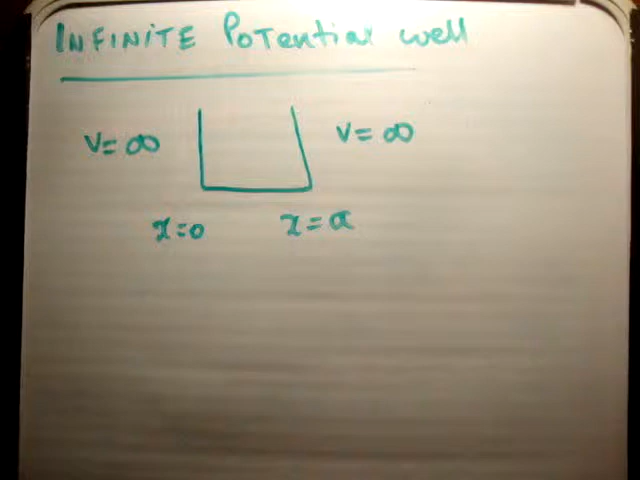 INFINITE Potential well
V=∞ V=∞
x=0 x=a